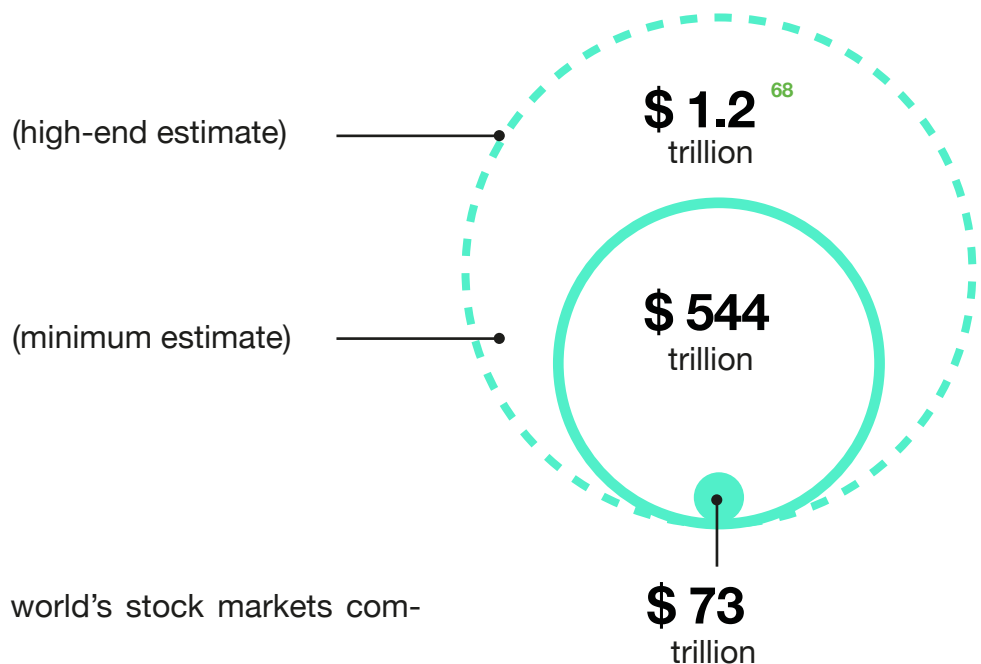 $ 1.2 68
trillion
(high-end estimate)
$ 544
trillion
(minimum estimate)
$ 73
trillion
world's stock markets com-